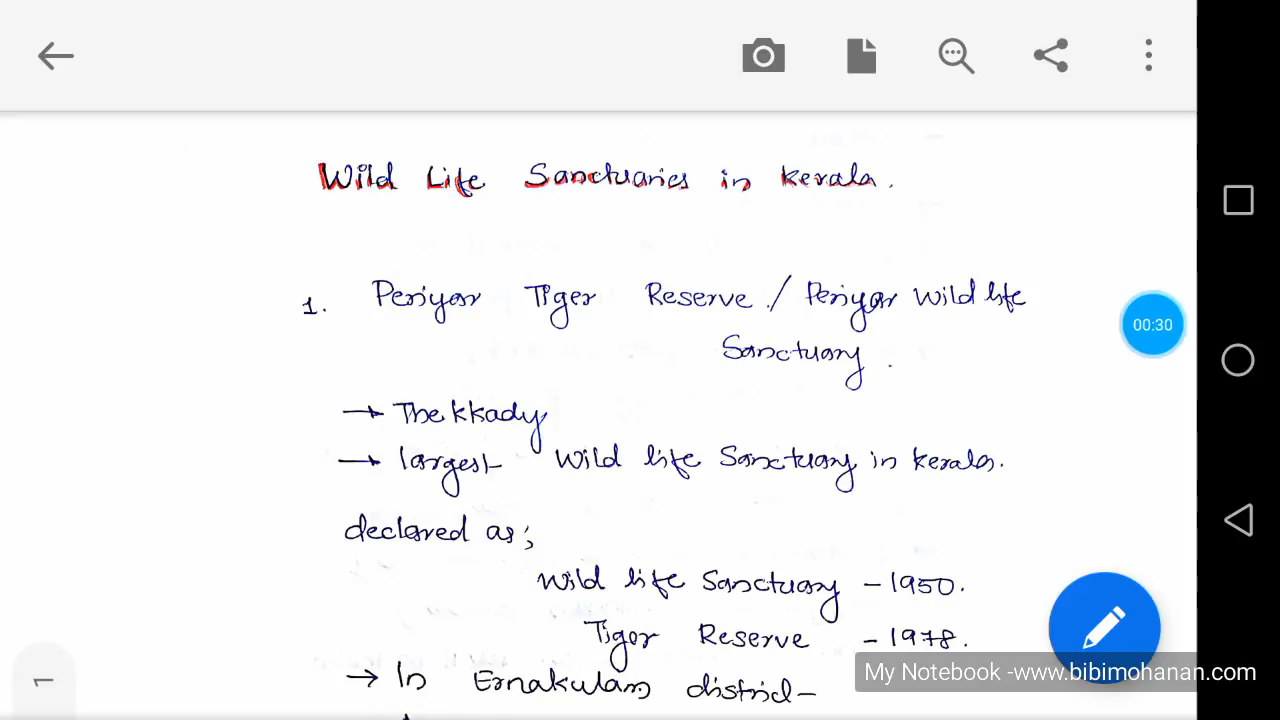 Wild Life Sanctuaries in Kerala.
00:30
1. Periyar Tiger Reserve / Periyar Wild life
Sanctuary.
→ Thekkady
→ largest Wild life Sanctuary in kerala.
declared as;
Wild life Sanctuary - 1950.
Tiger Reserve - 1978.
→ In Ernakulam district
My Notebook -www.bibimohanan.com
1